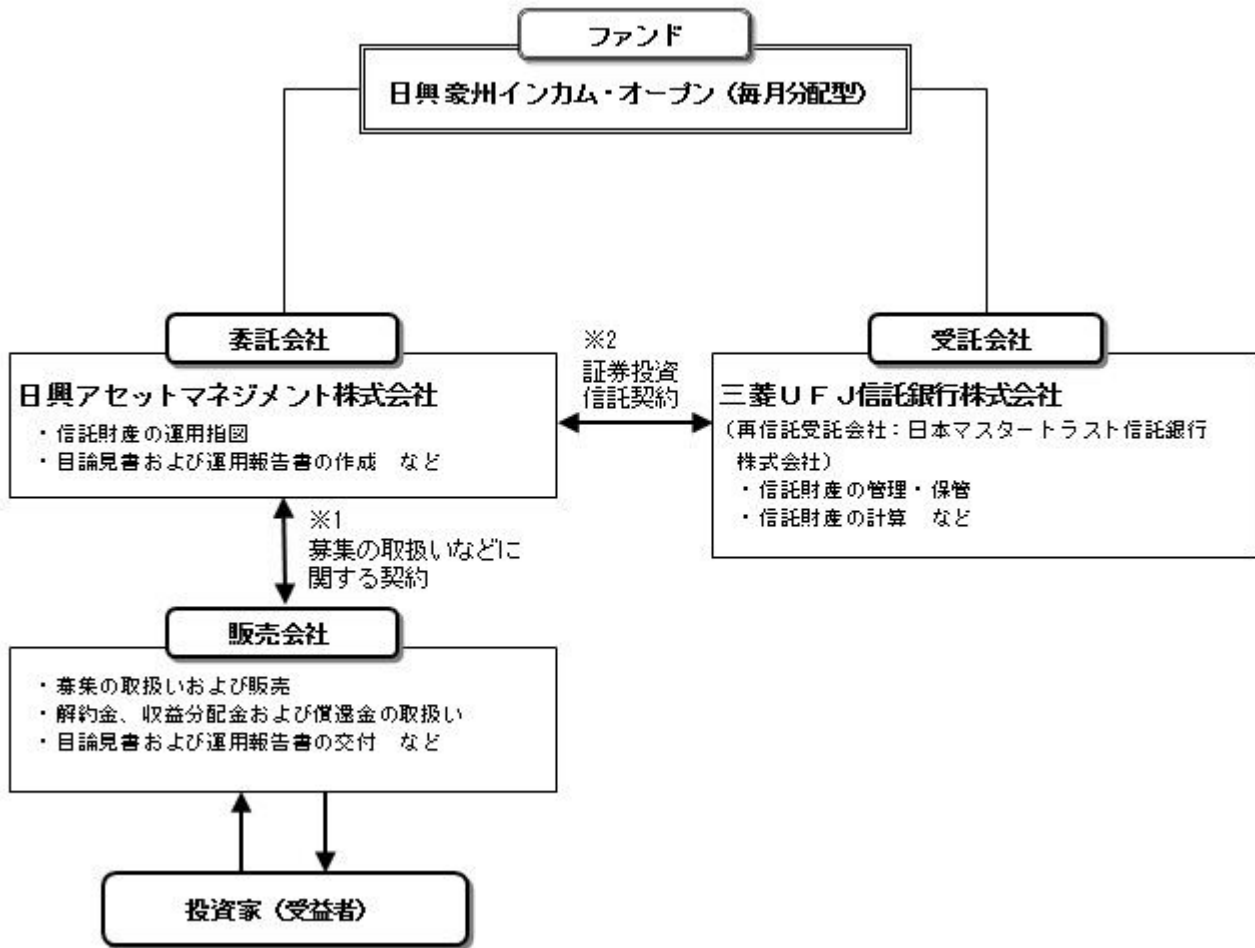 ファンド
日興豪州インカム・オープン（毎月分配型）
委託会社
日興アセットマネジメント株式会社
・信託財産の運用指図
・目論見書および運用報告書の作成　など
※2
証券投資
信託契約
受託会社
三菱ＵＦＪ信託銀行株式会社
（再信託受託会社：日本マスタートラスト信託銀行
株式会社）
・信託財産の管理・保管
・信託財産の計算　など
※1
募集の取扱いなどに
関する契約
販売会社
・募集の取扱いおよび販売
・解約金、収益分配金および償還金の取扱い
・目論見書および運用報告書の交付　など
投資家（受益者）